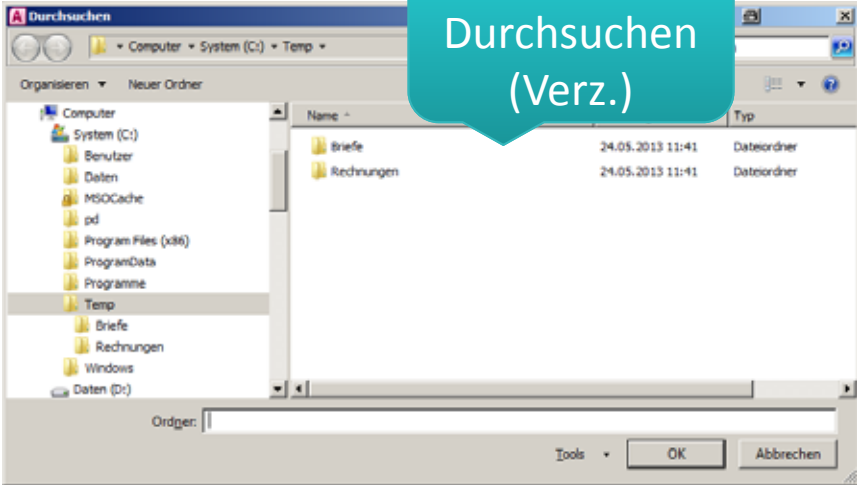 Durchsuchen
Durchsuchen
(Verz.)
Computer System (C:) Temp
Organisieren Neuer Ordner
Name Typ
Computer
System (C:)
Benutzer
Daten
MSOCache
pd
Program Files (x86)
ProgramData
Programme
Temp
Briefe
Rechnungen
Windows
Daten (D:)
Briefe 24.05.2013 11:41 Dateiordner
Rechnungen 24.05.2013 11:41 Dateiordner
Ordner:
Tools OK Abbrechen